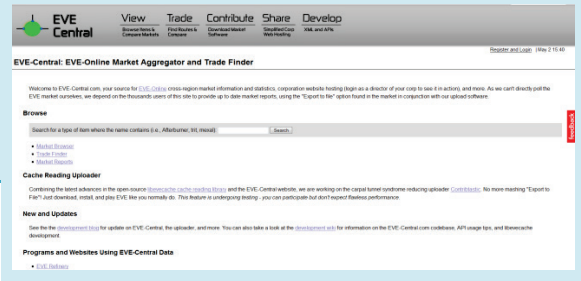 EVE Central
View
Browse Items & Compare Markets
Trade
Find Routes & Compare
Contribute
Download Market Software
Share
Simplified Corp Web Hosting
Develop
XML and APIs
Register and Login | May 2 15:40
EVE-Central: EVE-Online Market Aggregator and Trade Finder
Welcome to EVE-Central.com, your source for EVE-Online cross-region market information and statistics, corporation website hosting (login as a director of your corp to see it in action), and more. As we can't directly poll the
EVE market ourselves, we depend on the thousands users of this site to provide up to date market reports, using the "Export to file" option found in the market in conjunction with our upload software.
Browse
Search for a type of item where the name contains (i.e., Afterburner, trit, mexal): Search
Market Browser
Trade Finder
Market Reports
feedback
Cache Reading Uploader
Combining the latest advances in the open-source libevecache cache reading library and the EVE-Central website, we are working on the carpal tunnel syndrome reducing uploader Contribtastic. No more mashing "Export to
File"! Just download, install, and play EVE like you normally do. This feature is undergoing testing - you can participate but don't expect flawless performance.
New and Updates
See the the development blog for update on EVE-Central, the uploader, and more. You can also take a look at the development wiki for information on the EVE-Central.com codebase, API usage tips, and libevecache
development.
Programs and Websites Using EVE-Central Data
EVE Refinery